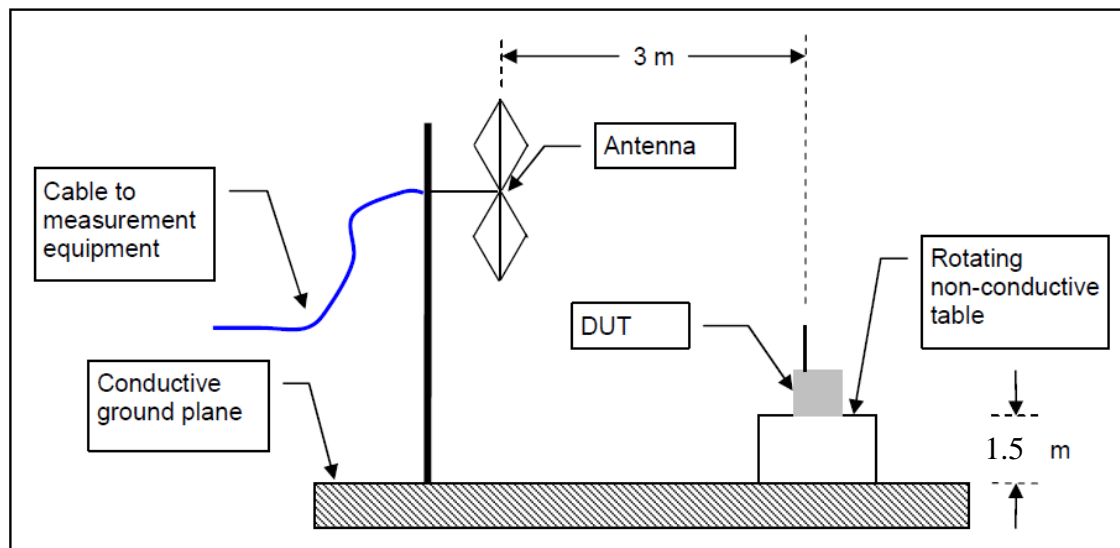 3 m
Antenna
Cable to
measurement
equipment
Rotating
non-conductive
table
DUT
Conductive
ground plane
1.5 m